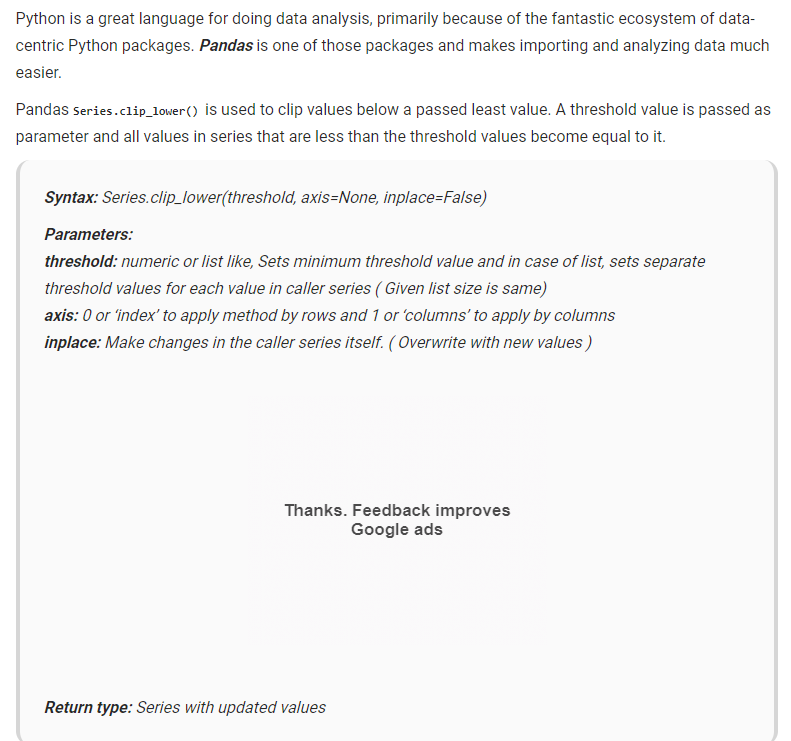 Python is a great language for doing data analysis, primarily because of the fantastic ecosystem of data-
centric Python packages. Pandas is one of those packages and makes importing and analyzing data much
easier.
Pandas Series.clip_lower() is used to clip values below a passed least value. A threshold value is passed as
parameter and all values in series that are less than the threshold values become equal to it.
Syntax: Series.clip_lower(threshold, axis=None, inplace=False)
Parameters:
threshold: numeric or list like, Sets minimum threshold value and in case of list, sets separate
threshold values for each value in caller series ( Given list size is same)
axis: 0 or ‘index’ to apply method by rows and 1 or ‘columns’ to apply by columns
inplace: Make changes in the caller series itself. ( Overwrite with new values )
Thanks. Feedback improves
Google ads
Return type: Series with updated values